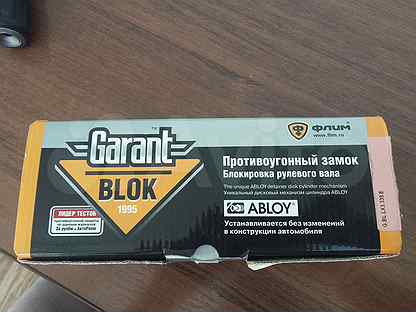 Garant
™
BLOK
1995
ЛИДЕР ТЕСТОВ
ФЛИМ®
www.flim.ru
Противоугонный замок
Блокировка рулевого вала
The unique ABLOY detainer disk cylinder mechanism
Уникальный дисковый механизм цилиндра ABLOY
ABLOY®
Устанавливается без изменений
в конструкции автомобиля